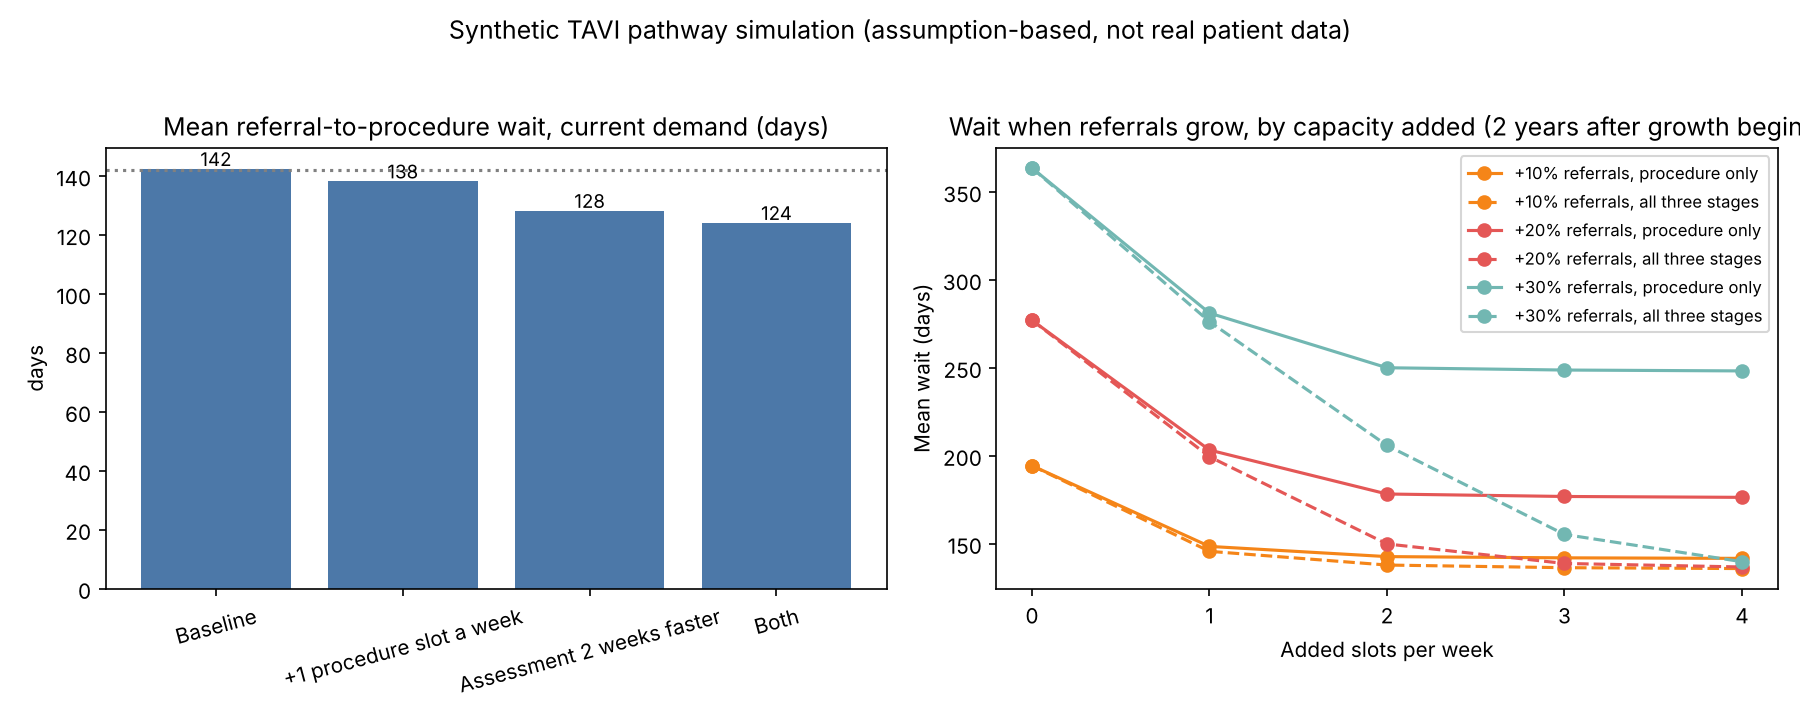 Synthetic TAVI pathway simulation (assumption-based, not real patient data)
Mean referral-to-procedure wait, current demand (days)
142
138
128
124
140
120
100
80
60
40
20
0
days
Baseline
+1 procedure slot a week
Assessment 2 weeks faster
Both
Wait when referrals grow, by capacity added (2 years after growth begin
+10% referrals, procedure only
+10% referrals, all three stages
+20% referrals, procedure only
+20% referrals, all three stages
+30% referrals, procedure only
+30% referrals, all three stages
350
300
250
200
150
Mean wait (days)
0
1
2
3
4
Added slots per week